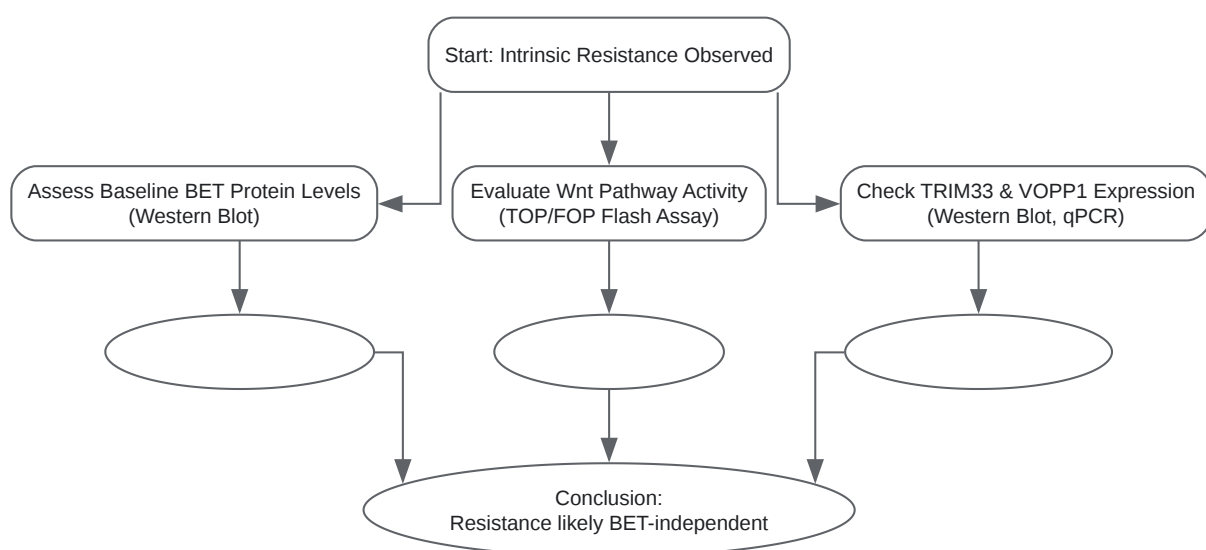 Start: Intrinsic Resistance Observed
Assess Baseline BET Protein Levels
(Western Blot)
Evaluate Wnt Pathway Activity
(TOP/FOP Flash Assay)
Check TRIM33 & VOPP1 Expression
(Western Blot, qPCR)
Conclusion:
Resistance likely BET-independent